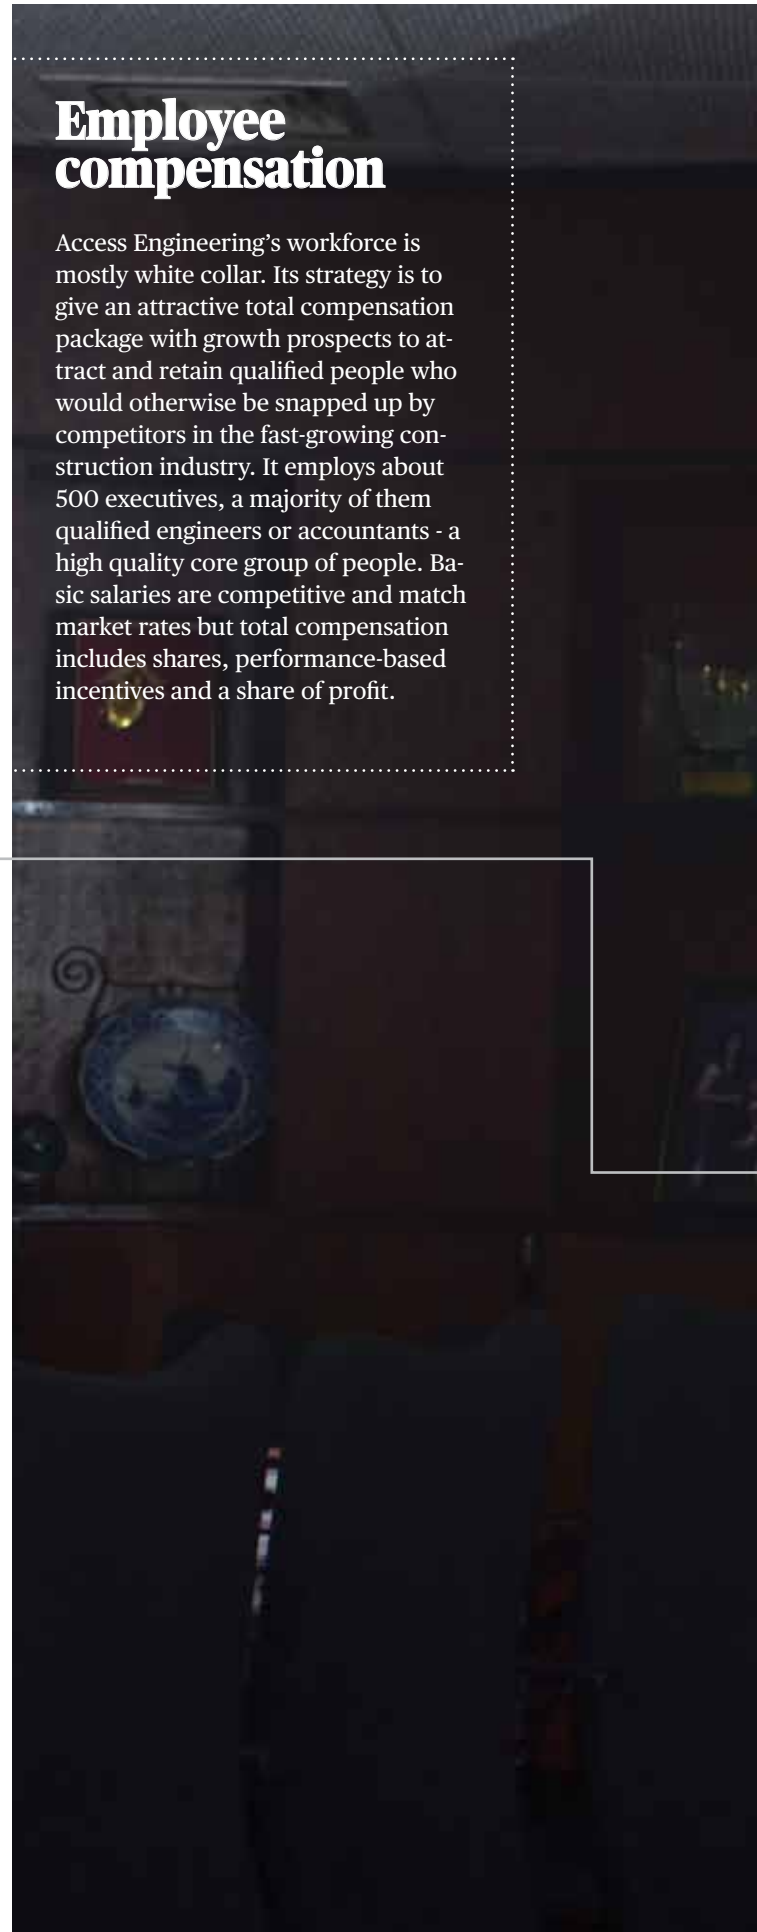 Employee
compensation
Access Engineering’s workforce is
mostly white collar. Its strategy is to
give an attractive total compensation
package with growth prospects to at-
tract and retain qualified people who
would otherwise be snapped up by
competitors in the fast-growing con-
struction industry. It employs about
500 executives, a majority of them
qualified engineers or accountants - a
high quality core group of people. Ba-
sic salaries are competitive and match
market rates but total compensation
includes shares, performance-based
incentives and a share of profit.